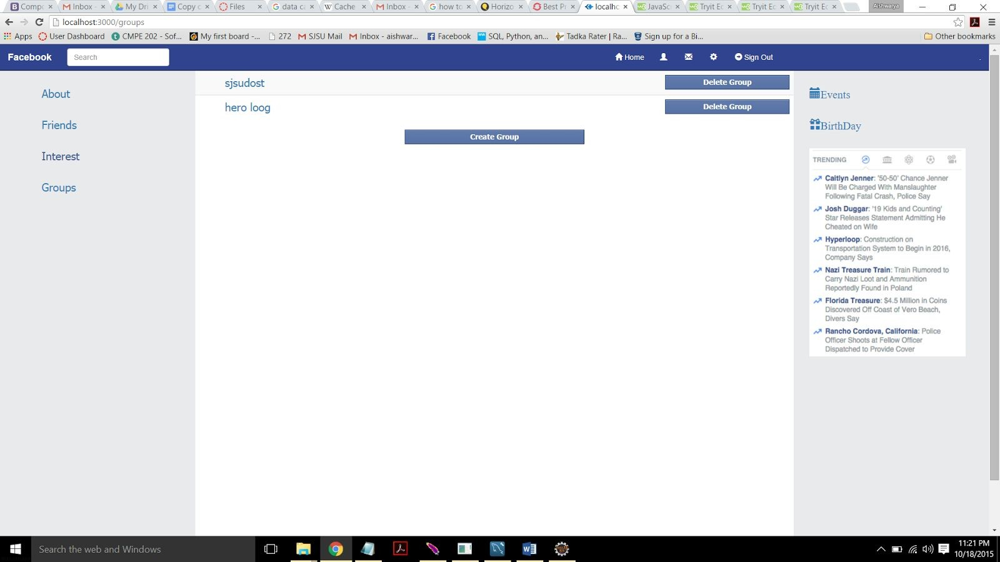 Compo
Inbox -
My Dri
Copy c
Files
data ca
Cache
Inbox -
how to
Horizo
Best Pr
localhc
JavaSc
Tryit Ec
Tryit Ec
Tryit Ec
Aishwarya
localhost:3000/groups
Apps
User Dashboard
CMPE 202 - Sof...
My first board -...
272
SJSU Mail
Inbox - aishwar...
Facebook
SQL, Python, an...
Tadka Rater | Ra...
Sign up for a Bi...
Other bookmarks
Facebook
Search
Home
Sign Out
About
Friends
Interest
Groups
sjsudost
Delete Group
hero loog
Delete Group
Create Group
Events
BirthDay
TRENDING
Caitlyn Jenner: '50-50' Chance Jenner
Will Be Charged With Manslaughter
Following Fatal Crash, Police Say
Josh Duggar: '19 Kids and Counting'
Star Releases Statement Admitting He
Cheated on Wife
Hyperloop: Construction on
Transportation System to Begin in 2016,
Company Says
Nazi Treasure Train: Train Rumored to
Carry Nazi Loot and Ammunition
Reportedly Found in Poland
Florida Treasure: $4.5 Million in Coins
Discovered Off Coast of Vero Beach,
Divers Say
Rancho Cordova, California: Police
Officer Shoots at Fellow Officer
Dispatched to Provide Cover
Search the web and Windows
11:21 PM
10/18/2015